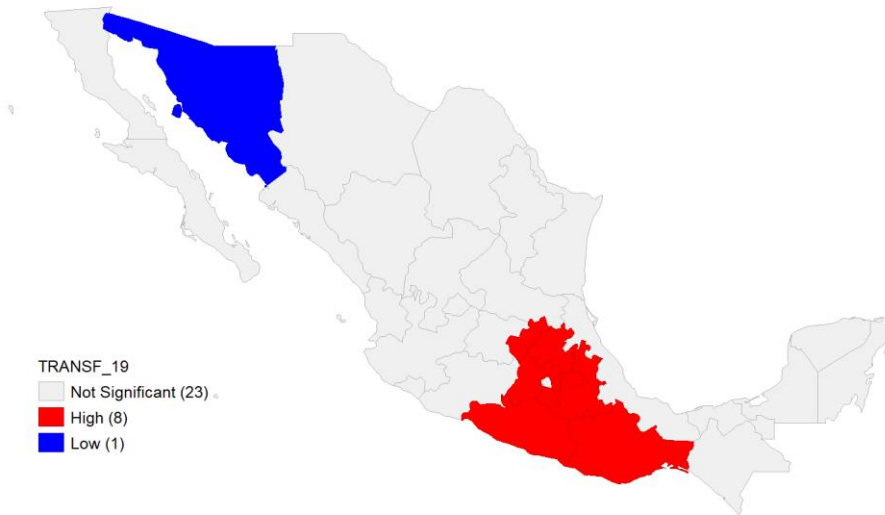 TRANSF_19
Not Significant (23)
High (8)
Low (1)